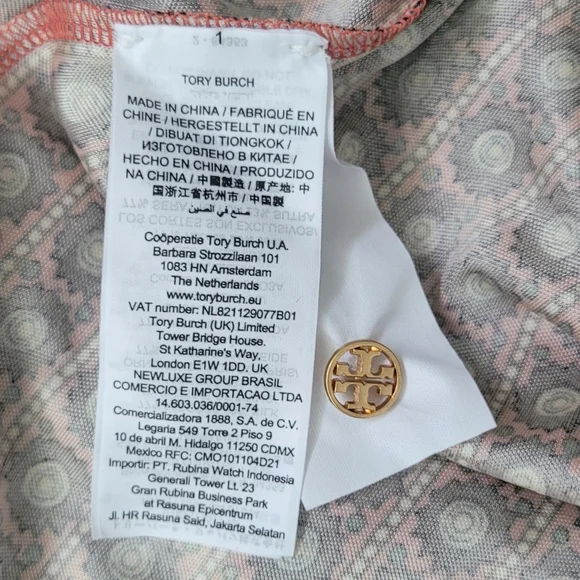 1
TORY BURCH
MADE IN CHINA / FABRIQUÉ EN
CHINE / HERGESTELLT IN CHINA
/ DIBUAT DI TIONGKOK /
ИЗГОТОВЛЕНО В КИТАЕ /
HECHO EN CHINA / PRODUZIDO
NA CHINA / 中國製造 / 原产地: 中
国浙江省杭州市 / 中国製
صنع في الصين
Coöperatie Tory Burch U.A.
Barbara Strozzilaan 101
1083 HN Amsterdam
The Netherlands
www.toryburch.eu
VAT number: NL821129077B01
Tory Burch (UK) Limited
Tower Bridge House.
St Katharine's Way.
London E1W 1DD. UK
NEWLUXE GROUP BRASIL
COMERCIO E IMPORTACAO LTDA
14.603.036/0001-74
Comercializadora 1888, S.A. de C.V.
Legaria 549 Torre 2 Piso 9
10 de abril M. Hidalgo 11250 CDMX
Mexico RFC: CMO101104D21
Importir: PT. Rubina Watch Indonesia
Generali Tower Lt. 23
Gran Rubina Business Park
at Rasuna Epicentrum
Jl. HR Rasuna Said, Jakarta Selatan